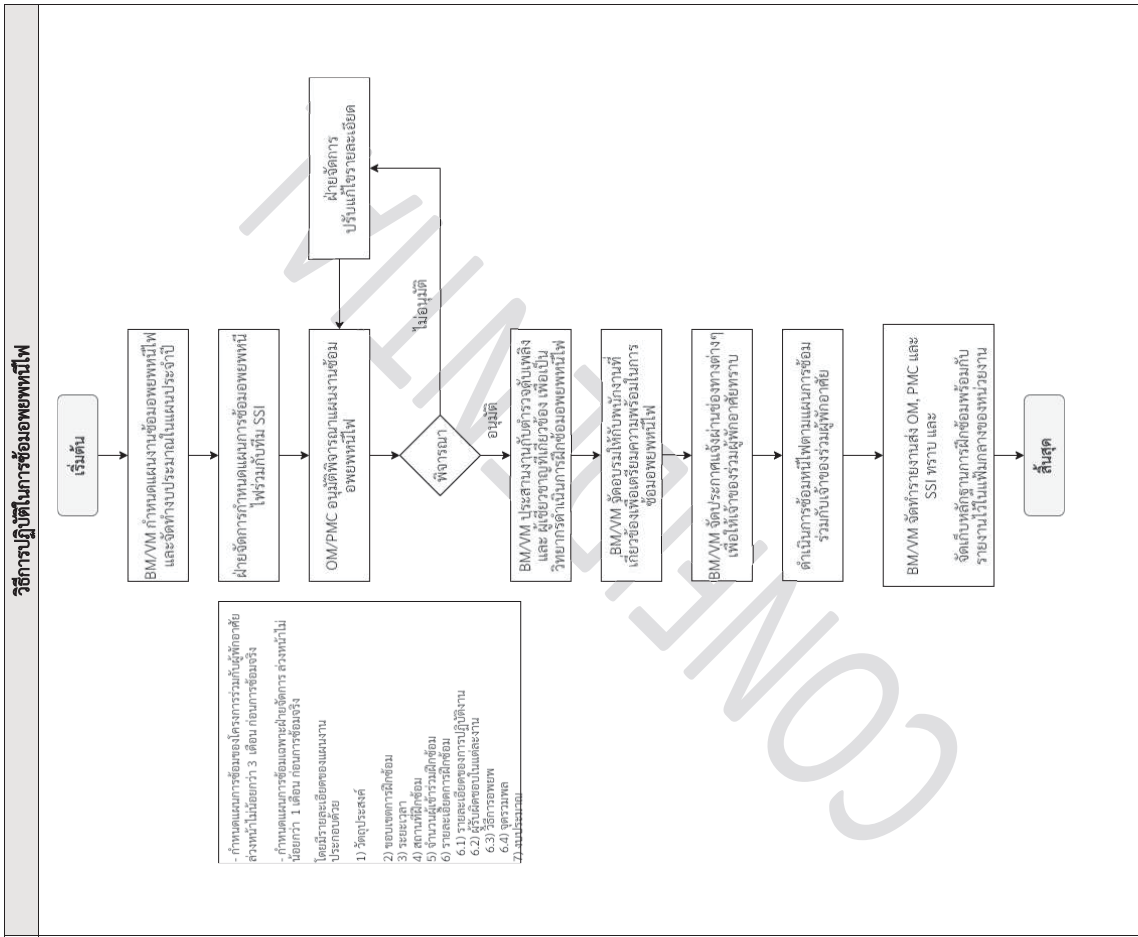 วิธีการปฏิบัติในการซ้อมอพยพหนีไฟ
เริ่มต้น
BM/VM กำหนดแผนงานซ้อมอพยพหนีไฟ
และจัดทำงบประมาณในแผนประจำปี
ฝ่ายจัดการกำหนดแผนการซ้อมอพยพหนี
ไฟร่วมกับทีม SSI
OM/PMC อนุมัติพิจารณาแผนงานซ้อม
อพยพหนีไฟ
ฝ่ายจัดการ
ปรับแก้ไขรายละเอียด
พิจารณา
ไม่อนุมัติ
อนุมัติ
BM/VM ประสานงานกับตำรวจดับเพลิง
และ ผู้เชี่ยวชาญที่เกี่ยวข้อง เพื่อเป็น
วิทยากรดำเนินการฝึกซ้อมอพยพหนีไฟ
BM/VM จัดอบรมให้กับพนักงานที่
เกี่ยวข้องเพื่อเตรียมความพร้อมในการ
ซ้อมอพยพหนีไฟ
BM/VM จัดประกาศแจ้งผ่านช่องทางต่างๆ
เพื่อให้เจ้าของร่วมผู้พักอาศัยทราบ
ดำเนินการซ้อมหนีไฟตามแผนการซ้อม
ร่วมกับเจ้าของร่วมผู้พักอาศัย
BM/VM จัดทำรายงานส่ง OM, PMC และ
SSI ทราบ และ
จัดเก็บหลักฐานการฝึกซ้อมพร้อมกับ
รายงานไว้ในแฟ้มกลางของหน่วยงาน
สิ้นสุด
- กำหนดแผนการซ้อมของโครงการร่วมกับผู้พักอาศัย
ล่วงหน้าไม่น้อยกว่า 3 เดือน ก่อนการซ้อมจริง
- กำหนดแผนการซ้อมเฉพาะฝ่ายจัดการ ล่วงหน้าไม่
น้อยกว่า 1 เดือน ก่อนการซ้อมจริง
โดยมีรายละเอียดของแผนงาน
ประกอบด้วย
1) วัตถุประสงค์
2) ขอบเขตการฝึกซ้อม
3) ระยะเวลา
4) สถานที่ฝึกซ้อม
5) จำนวนผู้เข้าร่วมฝึกซ้อม
6) รายละเอียดการฝึกซ้อม
6.1) รายละเอียดของการปฏิบัติงาน
6.2) ผู้รับผิดชอบในแต่ละงาน
6.3) วิธีการอพยพ
6.4) จุดรวมพล
7) งบประมาณ
CONFIDENTIAL